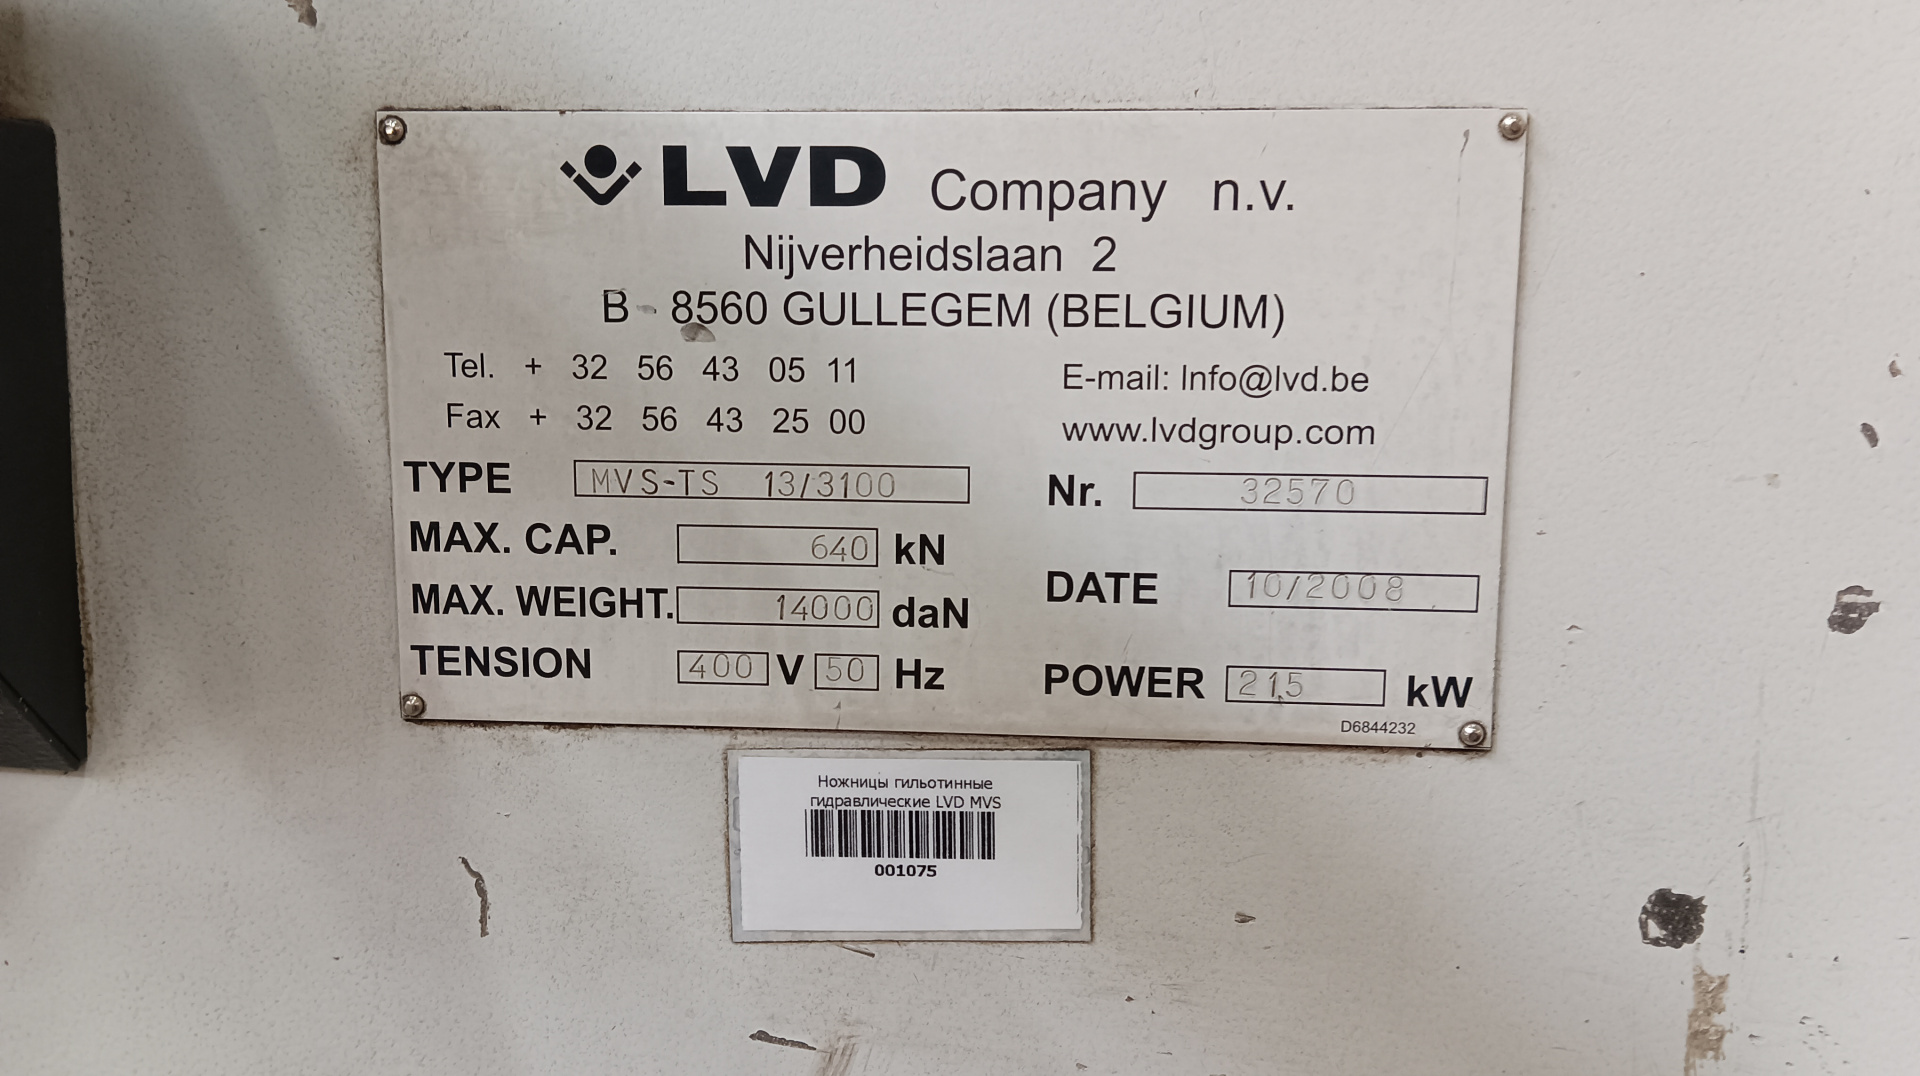 LVD Company n.v.
Nijverheidslaan 2
B - 8560 GULLEGEM (BELGIUM)
Tel. + 32 56 43 05 11
Fax + 32 56 43 25 00
E-mail: Info@lvd.be
www.lvdgroup.com
TYPE MVS-TS 13/3100
Nr. 32570
MAX. CAP. 640 kN
MAX. WEIGHT. 14000 daN
DATE 10/2008
TENSION 400 V 50 Hz
POWER 21,5 kW
D6844232
Ножницы гильотинные
гидравлические LVD MVS
001075